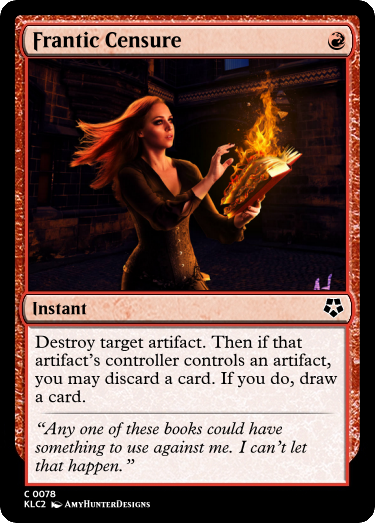 Frantic Censure
Instant
Destroy target artifact. Then if that
artifact's controller controls an artifact,
you may discard a card. If you do, draw
a card.
“Any one of these books could have
something to use against me. I can't let
that happen.”
C 0078
KLC2 AmyHunterDesigns